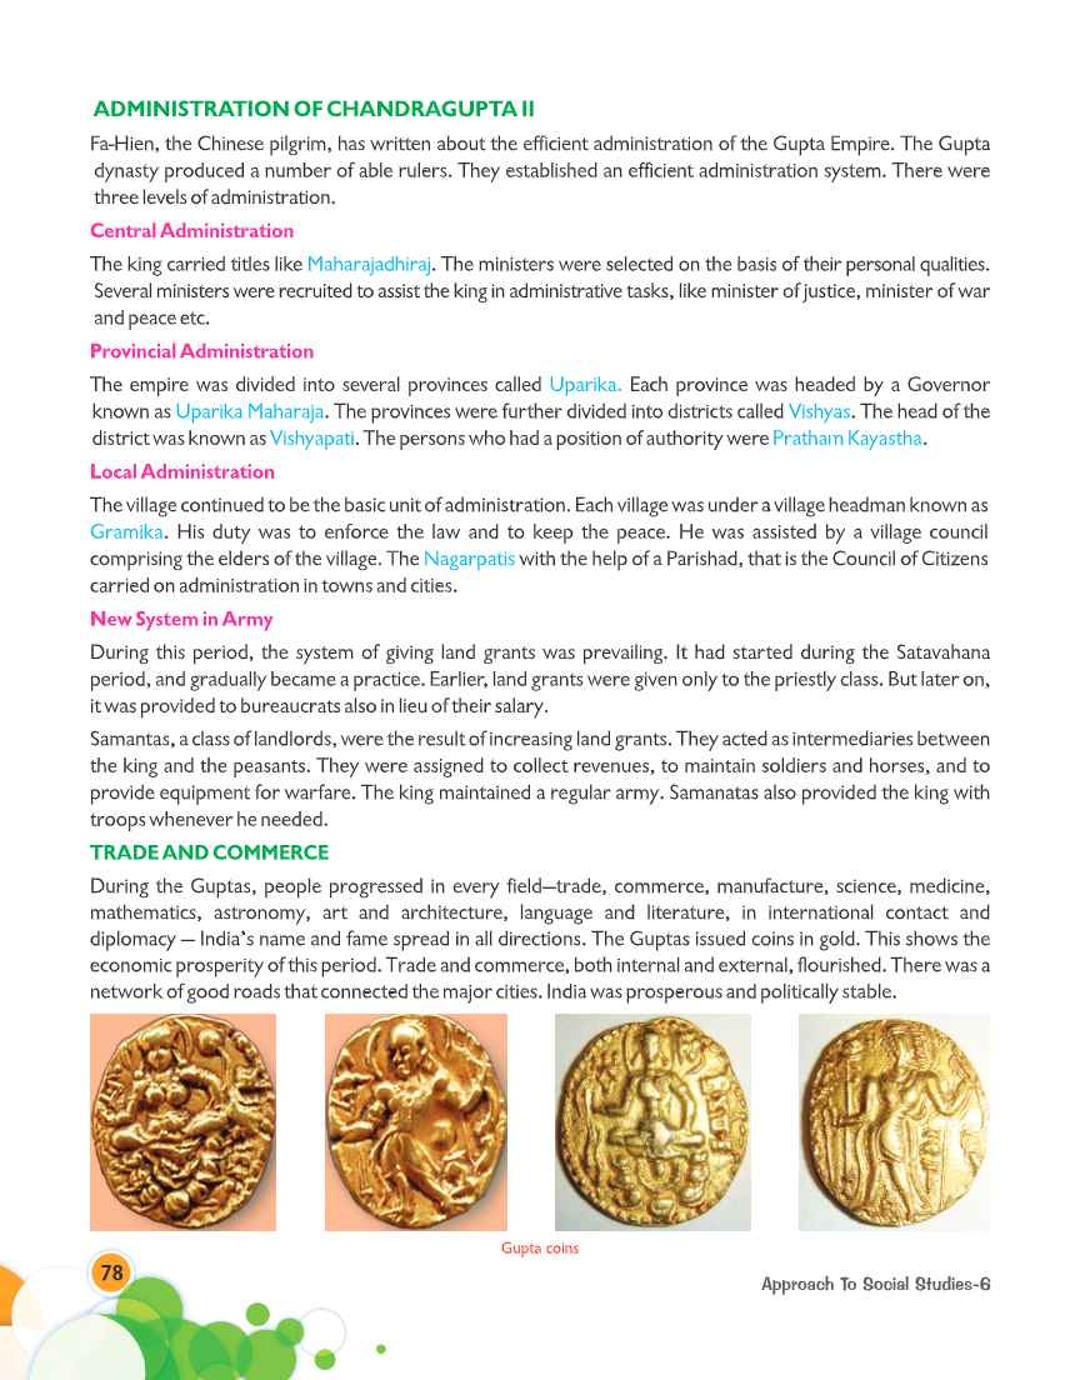 ADMINISTRATION OF CHANDRAGUPTA II
Fa-Hien, the Chinese pilgrim, has written about the efficient administration of the Gupta Empire. The Gupta
dynasty produced a number of able rulers. They established an efficient administration system. There were
three levels of administration.
Central Administration
The king carried titles like Maharajadhiraj. The ministers were selected on the basis of their personal qualities.
Several ministers were recruited to assist the king in administrative tasks, like minister of justice, minister of war
and peace etc.
Provincial Administration
The empire was divided into several provinces called Uparika. Each province was headed by a Governor
known as Uparika Maharaja. The provinces were further divided into districts called Vishyas. The head of the
district was known as Vishyapati. The persons who had a position of authority were Pratham Kayastha.
Local Administration
The village continued to be the basic unit of administration. Each village was under a village headman known as
Gramika. His duty was to enforce the law and to keep the peace. He was assisted by a village council
comprising the elders of the village. The Nagarpatis with the help of a Parishad, that is the Council of Citizens
carried on administration in towns and cities.
New System in Army
During this period, the system of giving land grants was prevailing. It had started during the Satavahana
period, and gradually became a practice. Earlier, land grants were given only to the priestly class. But later on,
it was provided to bureaucrats also in lieu of their salary.
Samantas, a class of landlords, were the result of increasing land grants. They acted as intermediaries between
the king and the peasants. They were assigned to collect revenues, to maintain soldiers and horses, and to
provide equipment for warfare. The king maintained a regular army. Samanatas also provided the king with
troops whenever he needed.
TRADE AND COMMERCE
During the Guptas, people progressed in every field—trade, commerce, manufacture, science, medicine,
mathematics, astronomy, art and architecture, language and literature, in international contact and
diplomacy — India's name and fame spread in all directions. The Guptas issued coins in gold. This shows the
economic prosperity of this period. Trade and commerce, both internal and external, flourished. There was a
network of good roads that connected the major cities. India was prosperous and politically stable.
Gupta coins
78
Approach To Social Studies-6